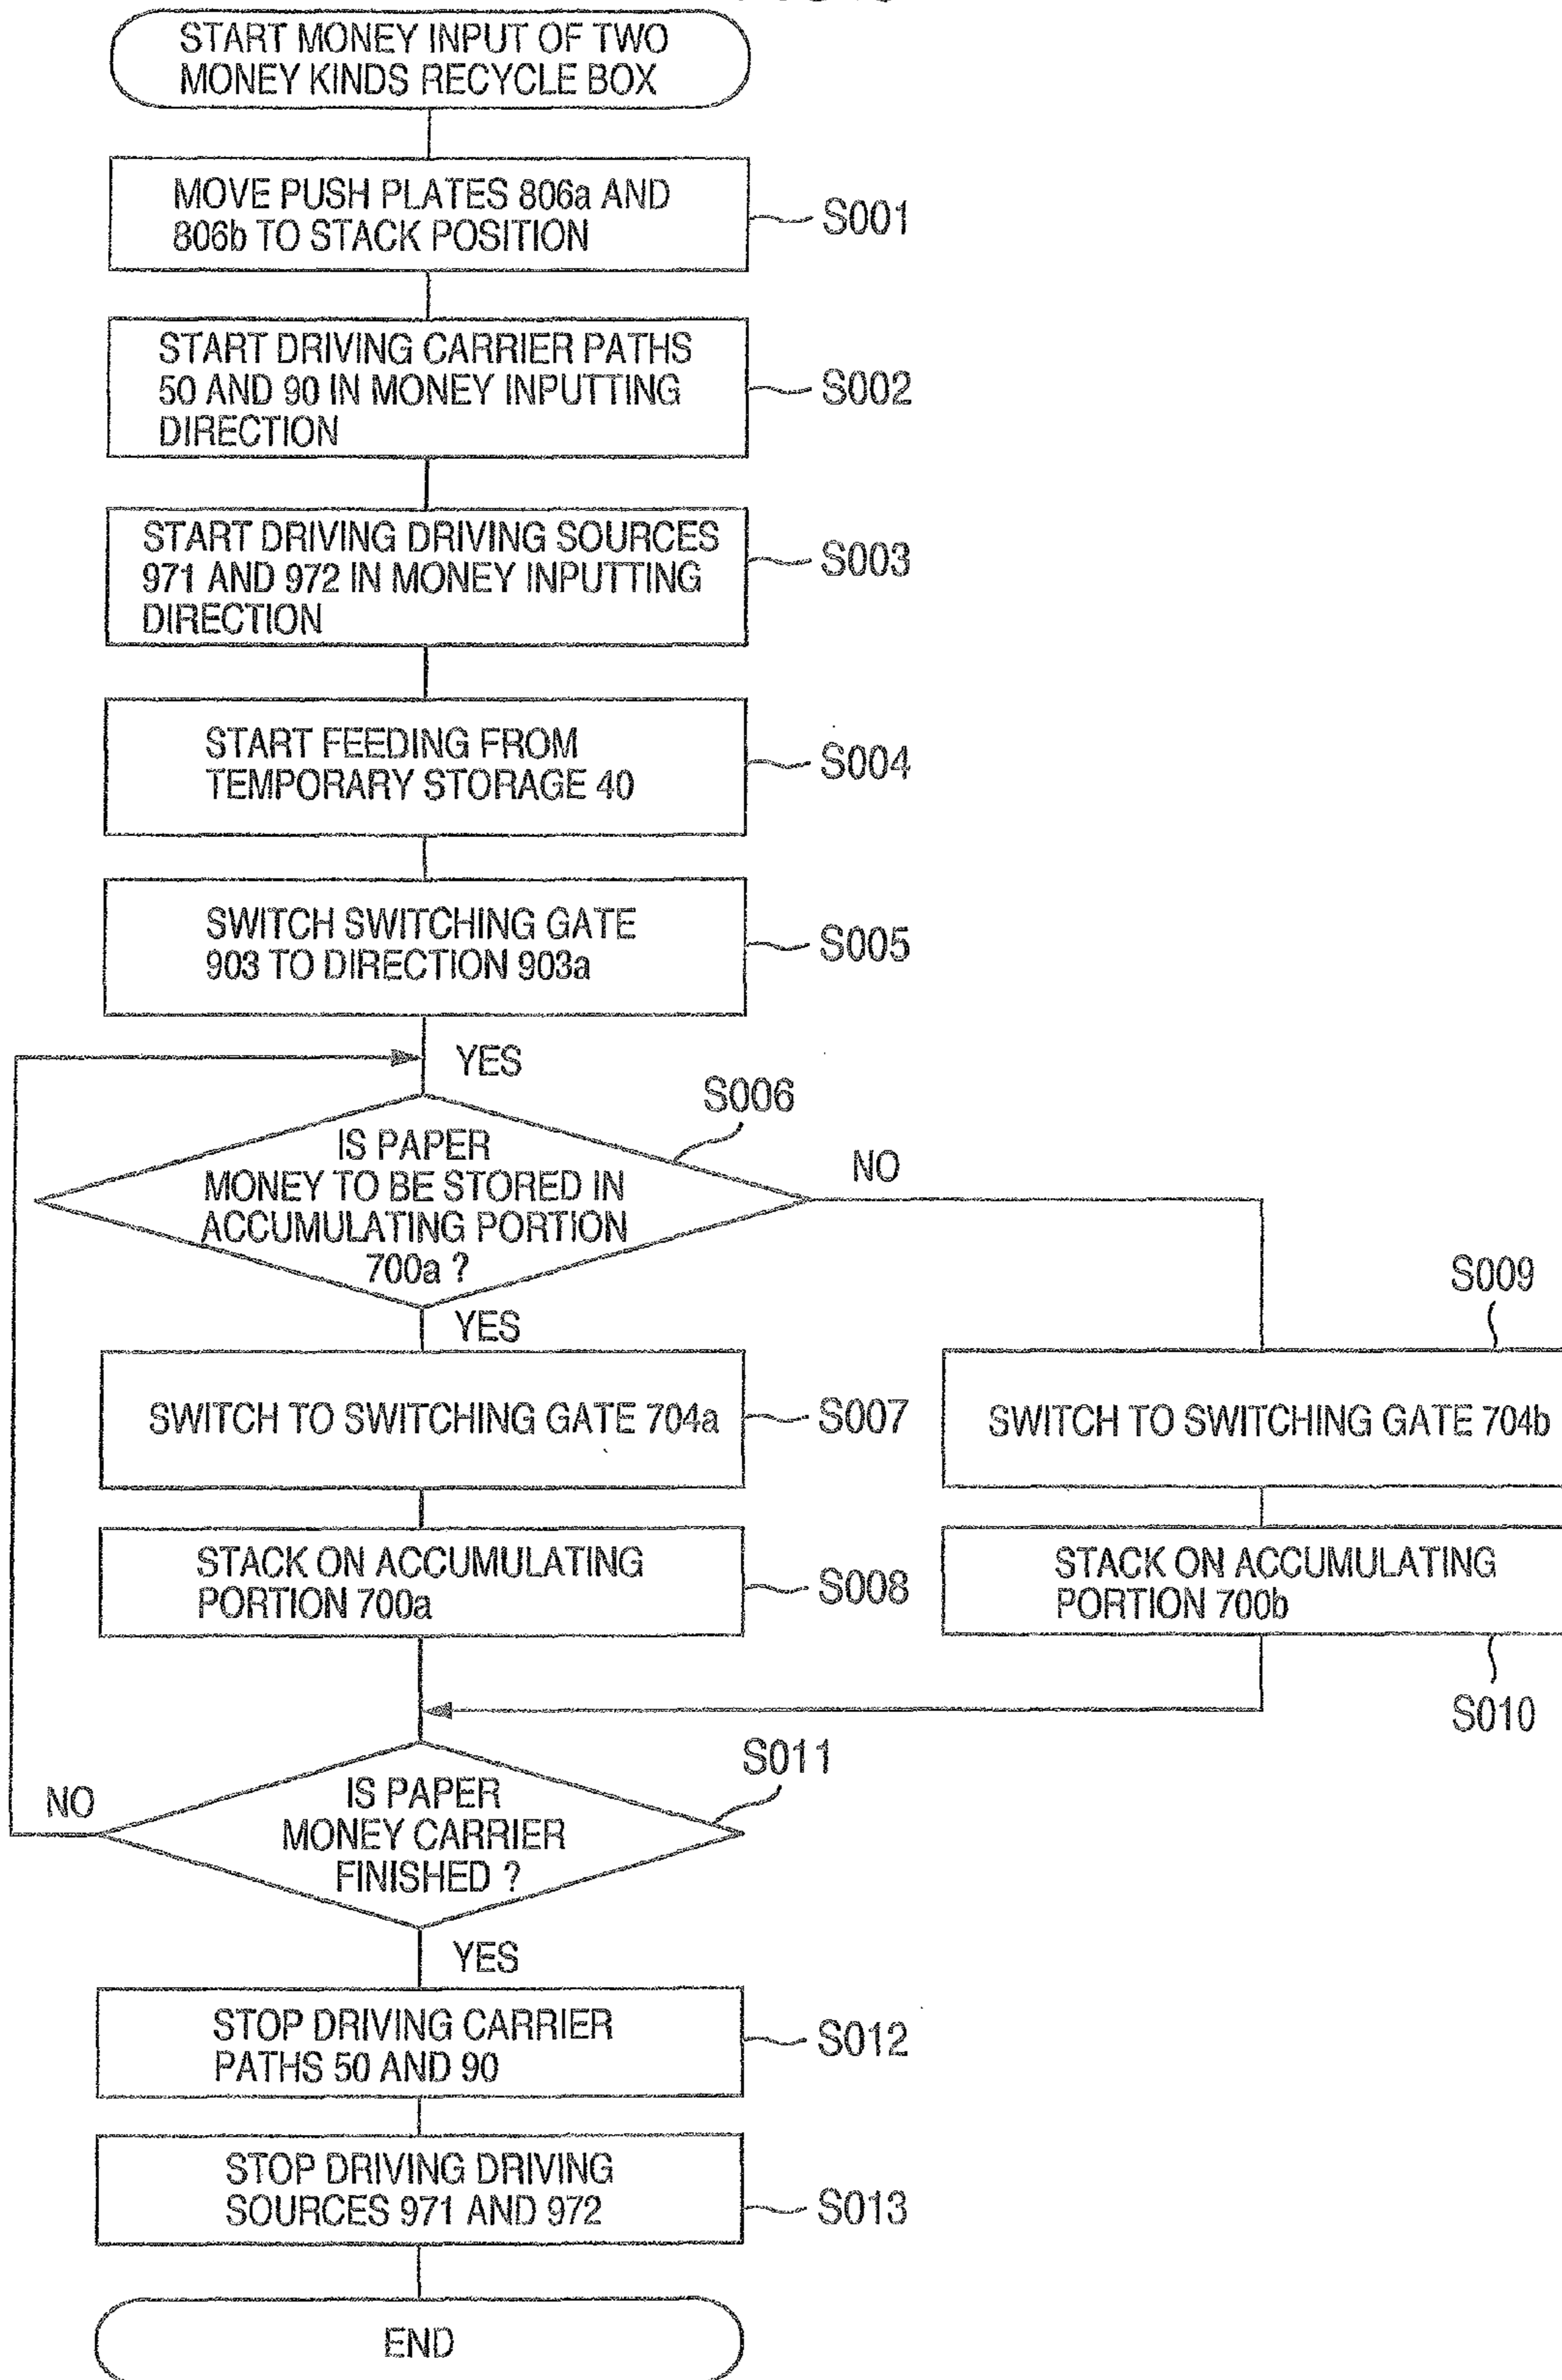 START MONEY INPUT OF TWO
MONEY KINDS RECYCLE BOX
MOVE PUSH PLATES 806a AND
806b TO STACK POSITION
S001
START DRIVING CARRIER PATHS
50 AND 90 IN MONEY INPUTTING
DIRECTION
S002
START DRIVING DRIVING SOURCES
971 AND 972 IN MONEY INPUTTING
DIRECTION
S003
START FEEDING FROM
TEMPORARY STORAGE 40
S004
SWITCH SWITCHING GATE
903 TO DIRECTION 903a
S005
YES
S006
IS PAPER
MONEY TO BE STORED IN
ACCUMULATING PORTION
700a ?
NO
YES
S009
SWITCH TO SWITCHING GATE 704a
S007
SWITCH TO SWITCHING GATE 704b
STACK ON ACCUMULATING
PORTION 700a
S008
STACK ON ACCUMULATING
PORTION 700b
S010
S011
IS PAPER
MONEY CARRIER
FINISHED ?
NO
YES
STOP DRIVING CARRIER
PATHS 50 AND 90
S012
STOP DRIVING DRIVING
SOURCES 971 AND 972
S013
END